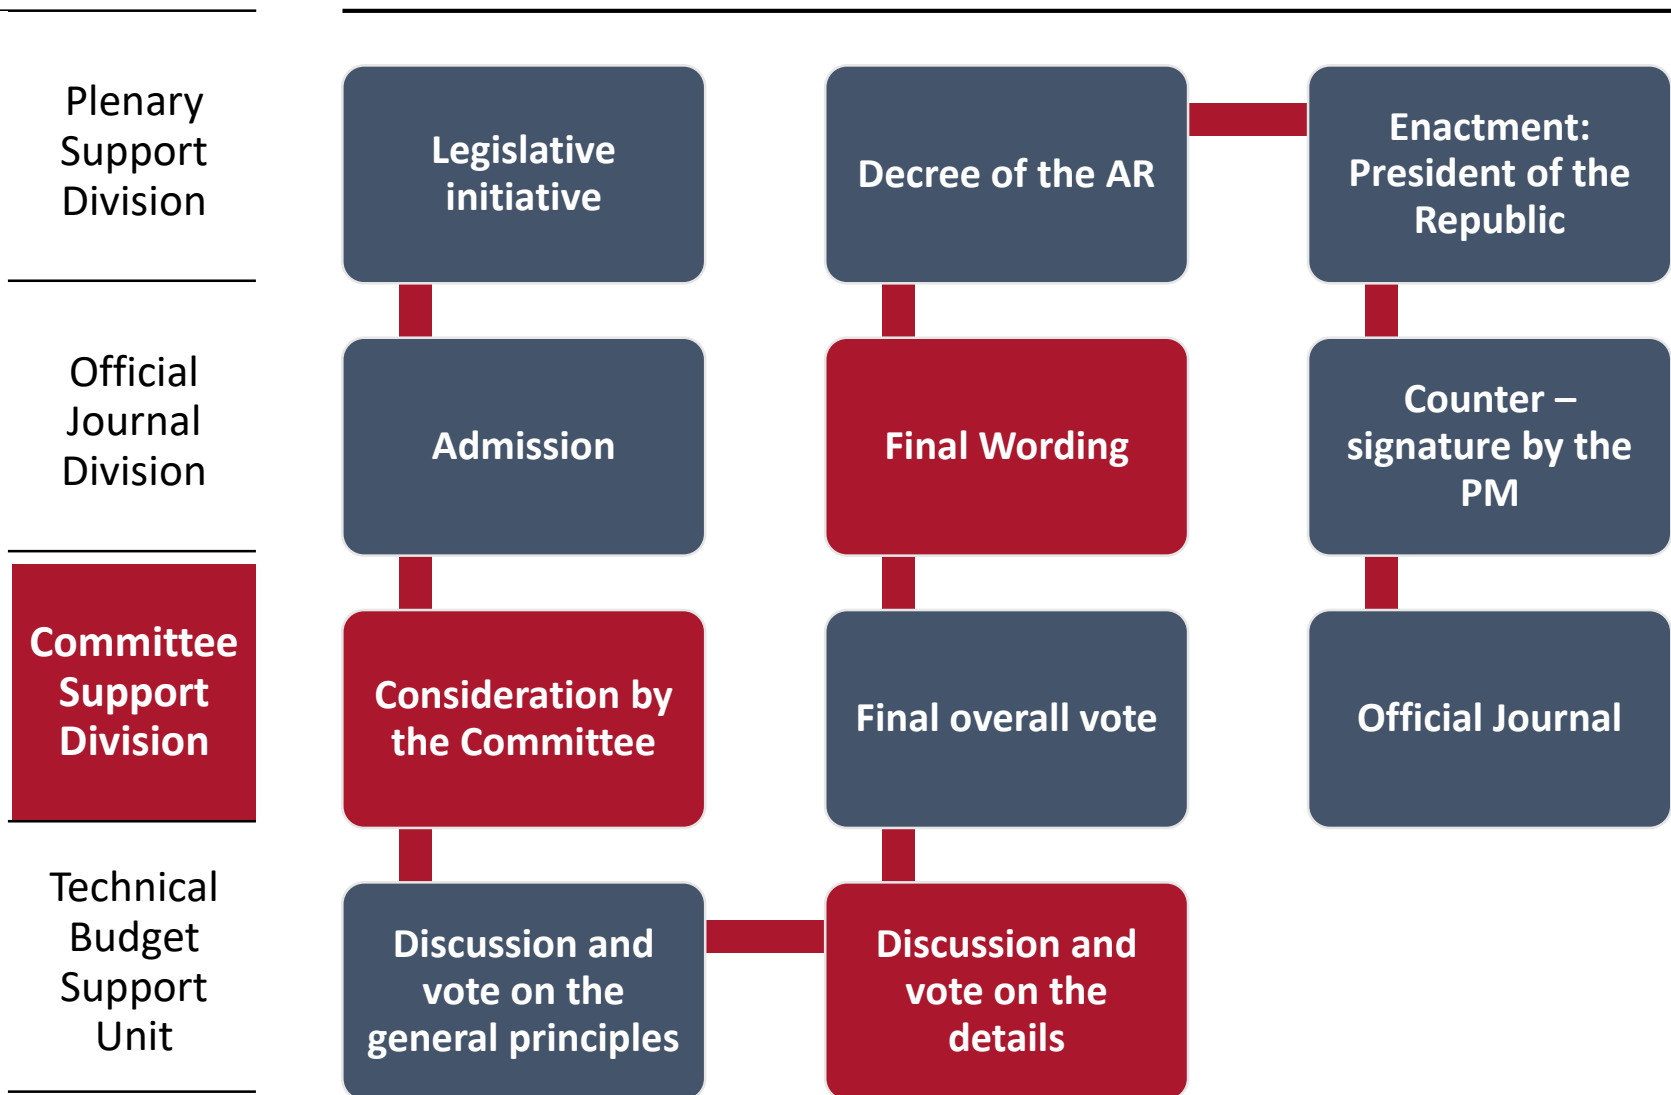 Plenary
Support
Division
Official
Journal
Division
Committee
Support
Division
Technical
Budget
Support
Unit
Legislative
initiative
Admission
Consideration by
the Committee
Discussion and
vote on the
general principles
Discussion and
vote on the
details
Final overall vote
Final Wording
Decree of the AR
Enactment:
President of the
Republic
Counter –
signature by the
PM
Official Journal